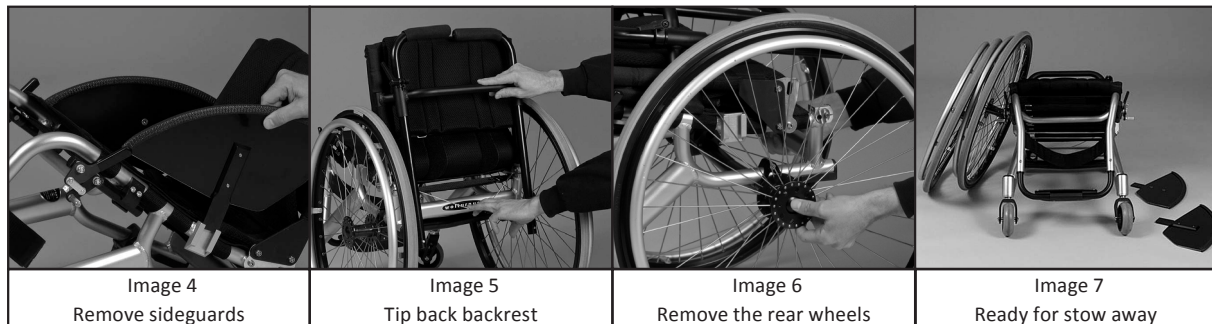 Image 4
Remove sideguards
Image 5
Tip back backrest
Image 6
Remove the rear wheels
Image 7
Ready for stow away